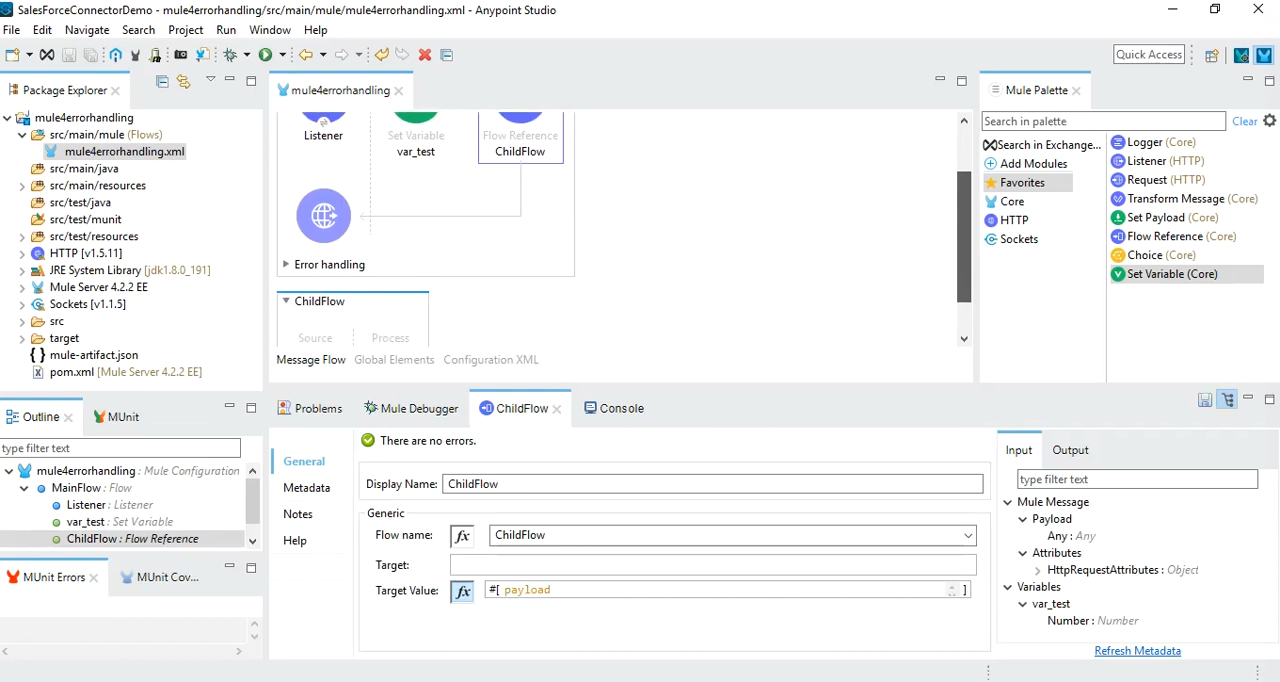 SalesForceConnectorDemo - mule4errorhandling/src/main/mule/mule4errorhandling.xml - Anypoint Studio
File Edit Navigate Search Project Run Window Help
Quick Access
Package Explorer
mule4errorhandling
src/main/mule (Flows)
mule4errorhandling.xml
src/main/java
src/main/resources
src/test/java
src/test/munit
src/test/resources
HTTP [v1.5.11]
JRE System Library [jdk1.8.0_191]
Mule Server 4.2.2 EE
Sockets [v1.1.5]
src
target
mule-artifact.json
pom.xml [Mule Server 4.2.2 EE]
mule4errorhandling
Listener
Set Variable
var_test
Flow Reference
ChildFlow
Error handling
ChildFlow
Source
Process
Message Flow Global Elements Configuration XML
Mule Palette
Search in palette
Clear
Search in Exchange...
Add Modules
Favorites
Core
HTTP
Sockets
Logger (Core)
Listener (HTTP)
Request (HTTP)
Transform Message (Core)
Set Payload (Core)
Flow Reference (Core)
Choice (Core)
Set Variable (Core)
Outline
MUnit
type filter text
mule4errorhandling : Mule Configuration
MainFlow : Flow
Listener : Listener
var_test : Set Variable
ChildFlow : Flow Reference
MUnit Errors
MUnit Cov...
Problems
Mule Debugger
ChildFlow
Console
There are no errors.
General
Metadata
Notes
Help
Display Name: ChildFlow
Generic
Flow name: fx ChildFlow
Target:
Target Value: fx #[ payload ]
Input
Output
type filter text
Mule Message
Payload
Any : Any
Attributes
HttpRequestAttributes : Object
Variables
var_test
Number : Number
Refresh Metadata